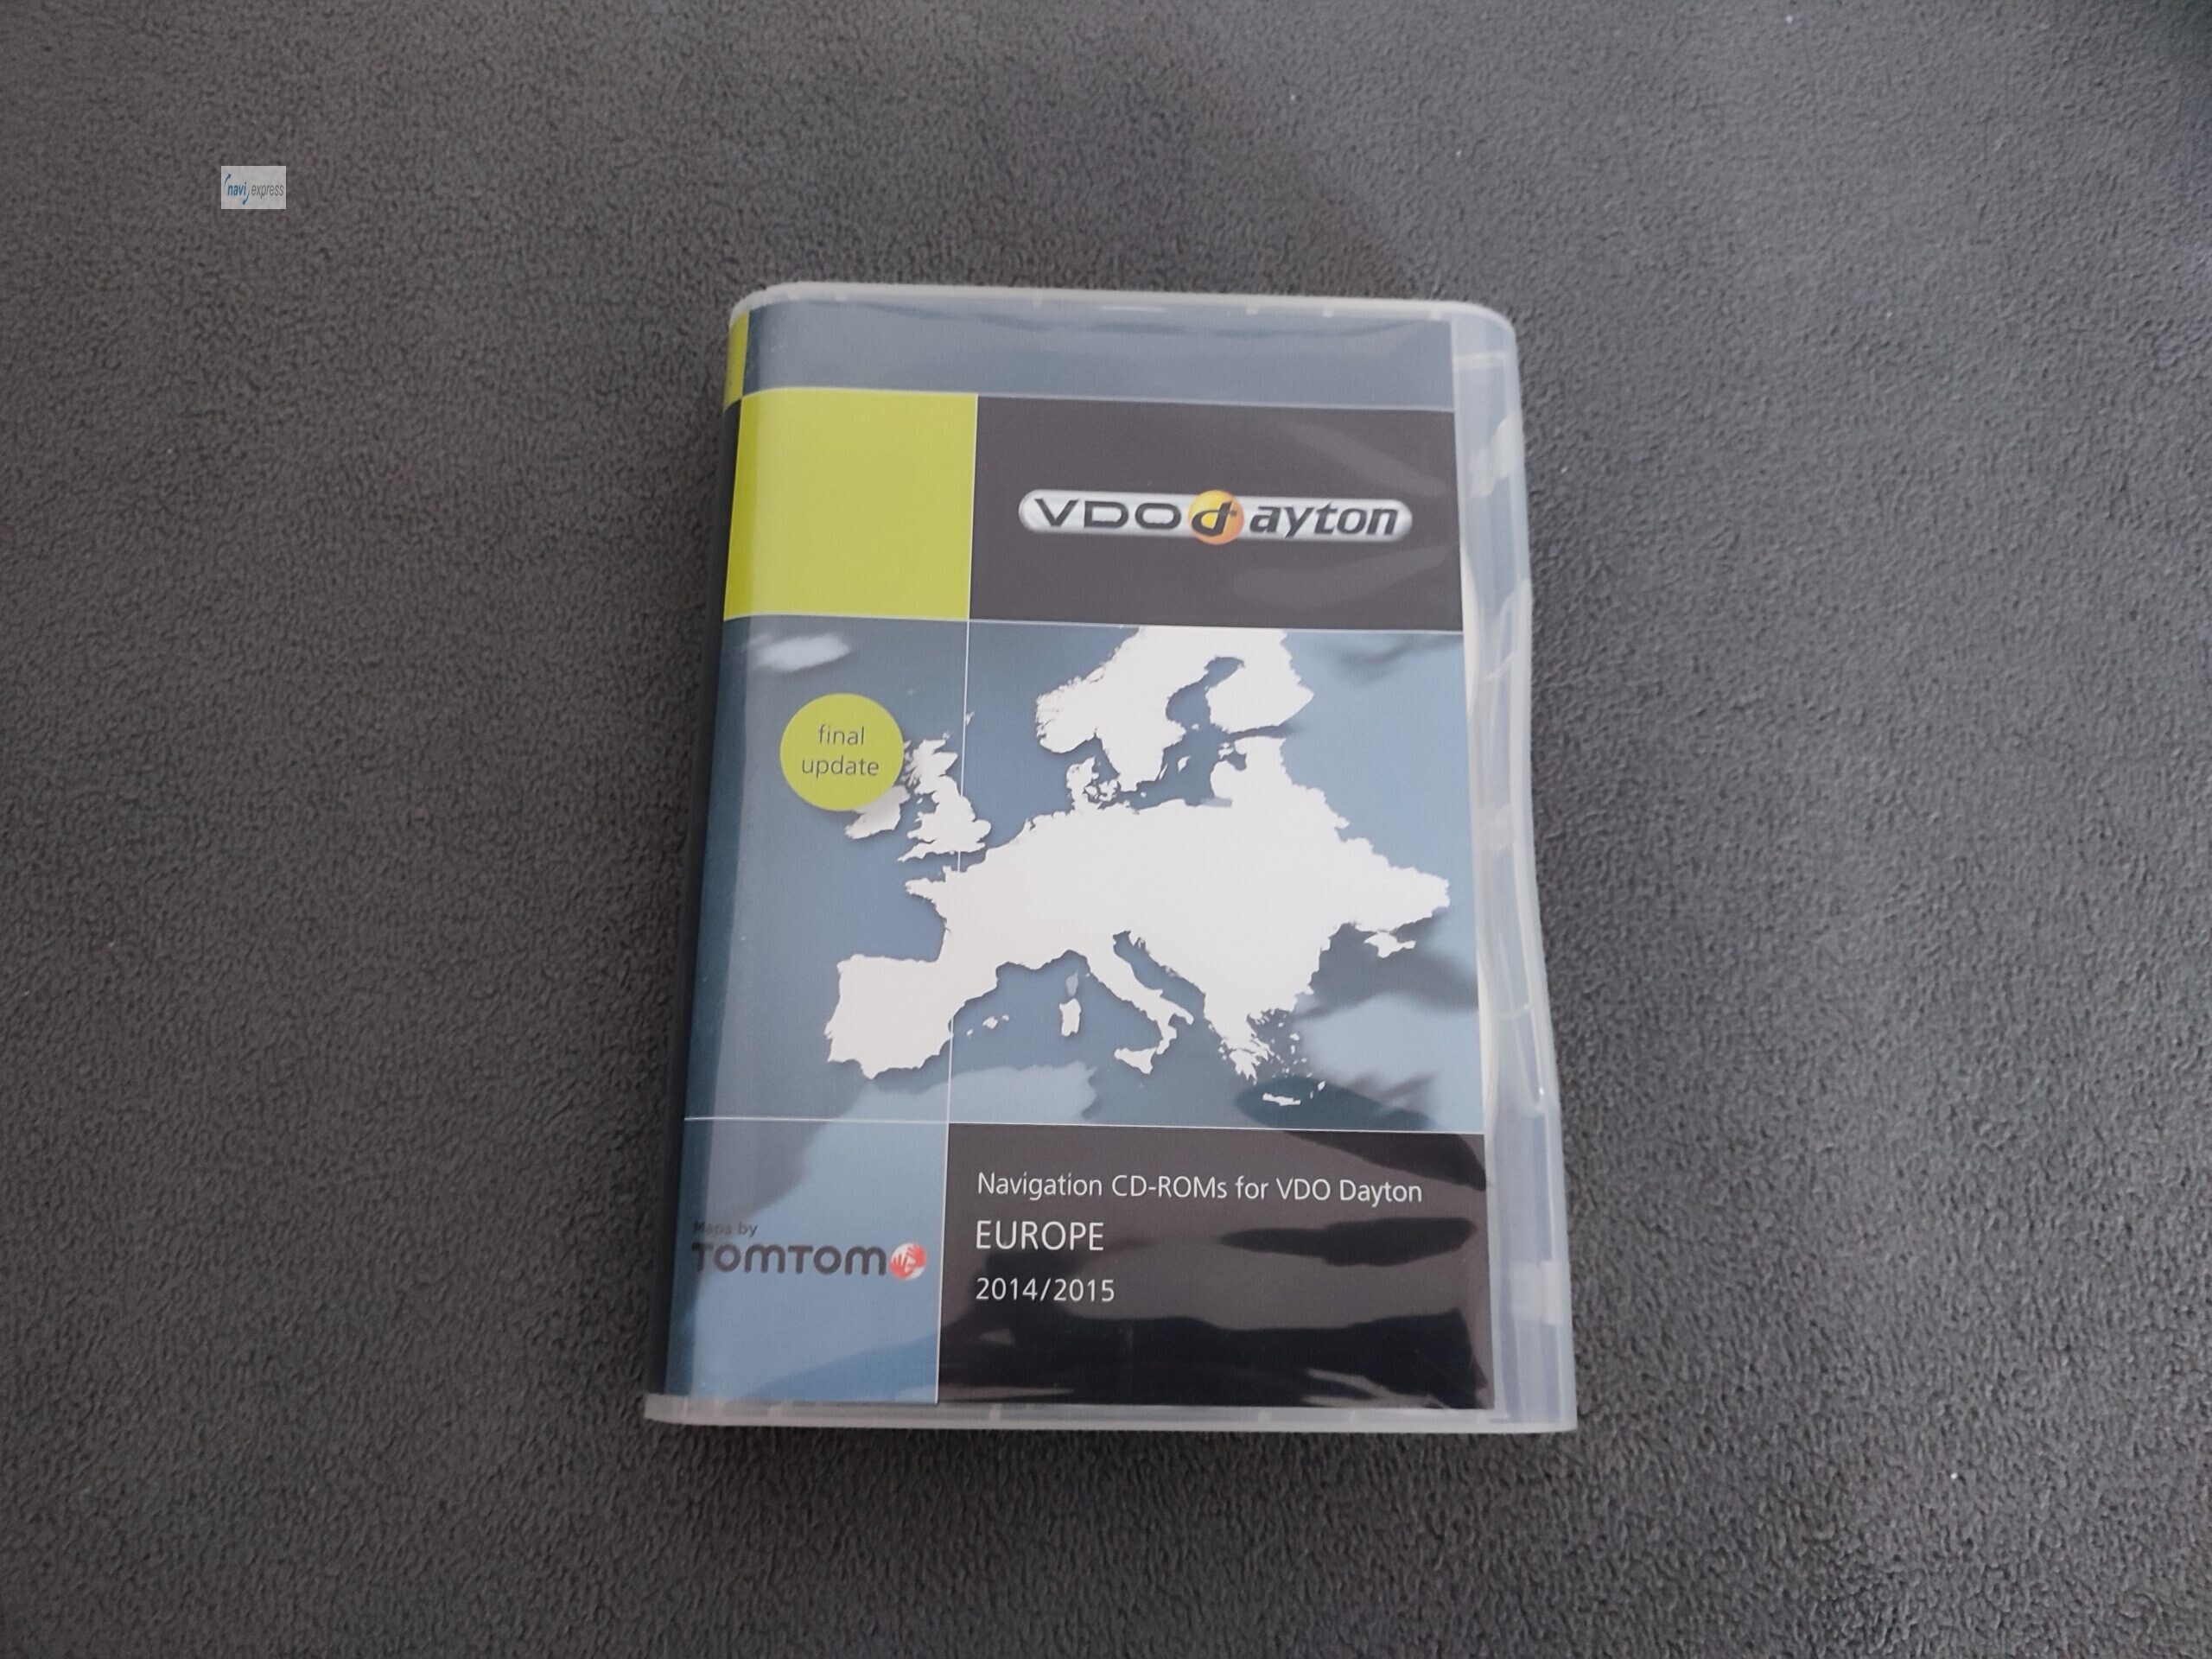 navi express
VDO dayton
final
update
Navigation CD-ROMs for VDO Dayton
EUROPE
2014/2015
Maps by
TOMTOM